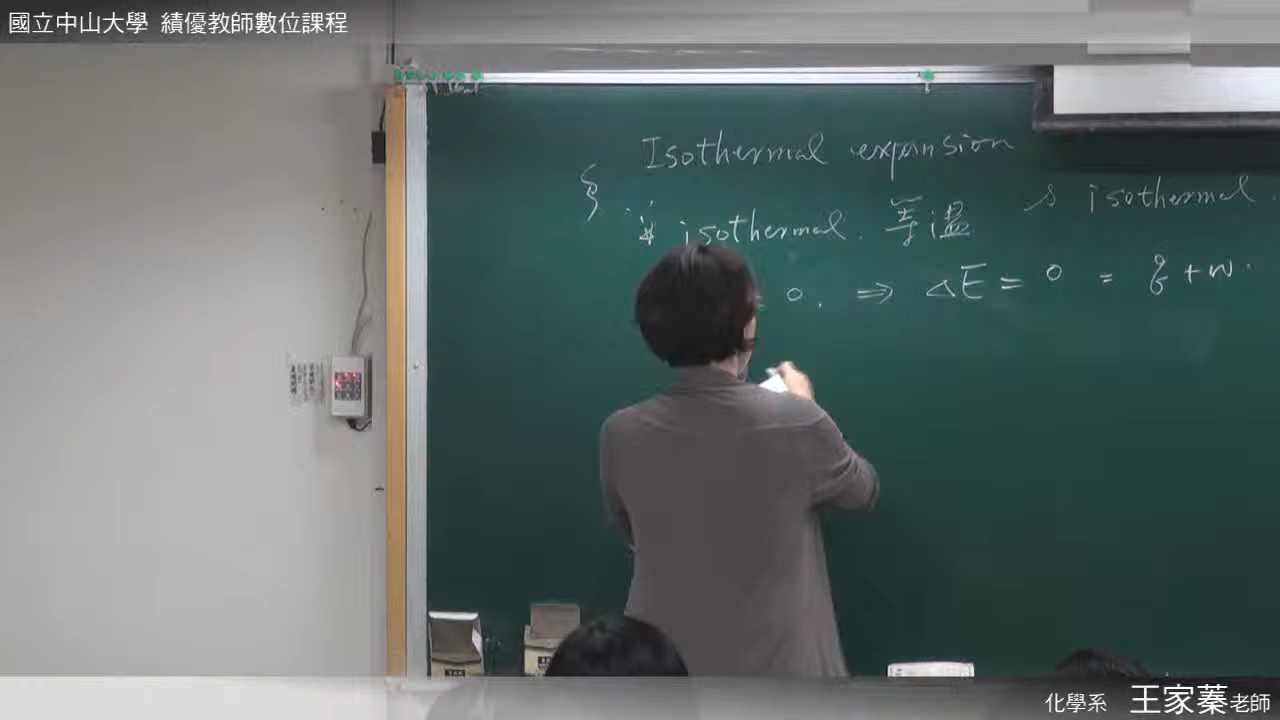 國立中山大學 績優教師數位課程
Isothermal expansion
isothermal. 等溫
isothermal.
0. ⇒ △E = 0 = q + w.
化學系 王家蓁老師